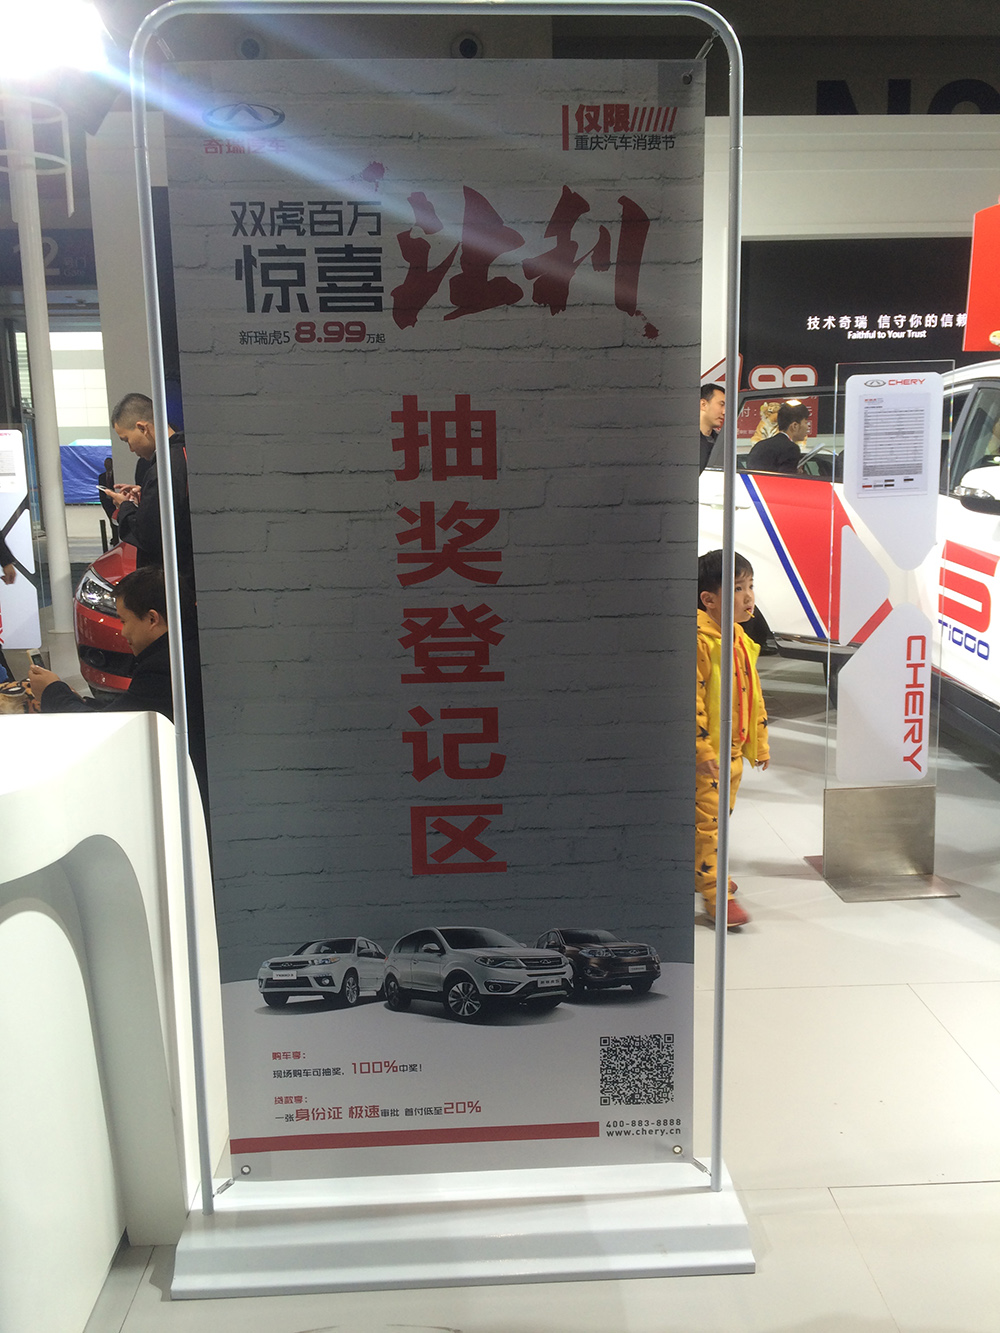 奇瑞汽车
仅限
重庆汽车消费节
双虎百万
惊喜
让利
新瑞虎5 8.99万起
抽奖登记区
购车享：
现场购车可抽奖，100%中奖！
贷款享：
一张身份证 极速审批 首付低至20%
400-883-8888
www.chery.cn
技术奇瑞 信守你的信赖
Faithful to Your Trust
CHERY
CHERY
5
TIGGO
2